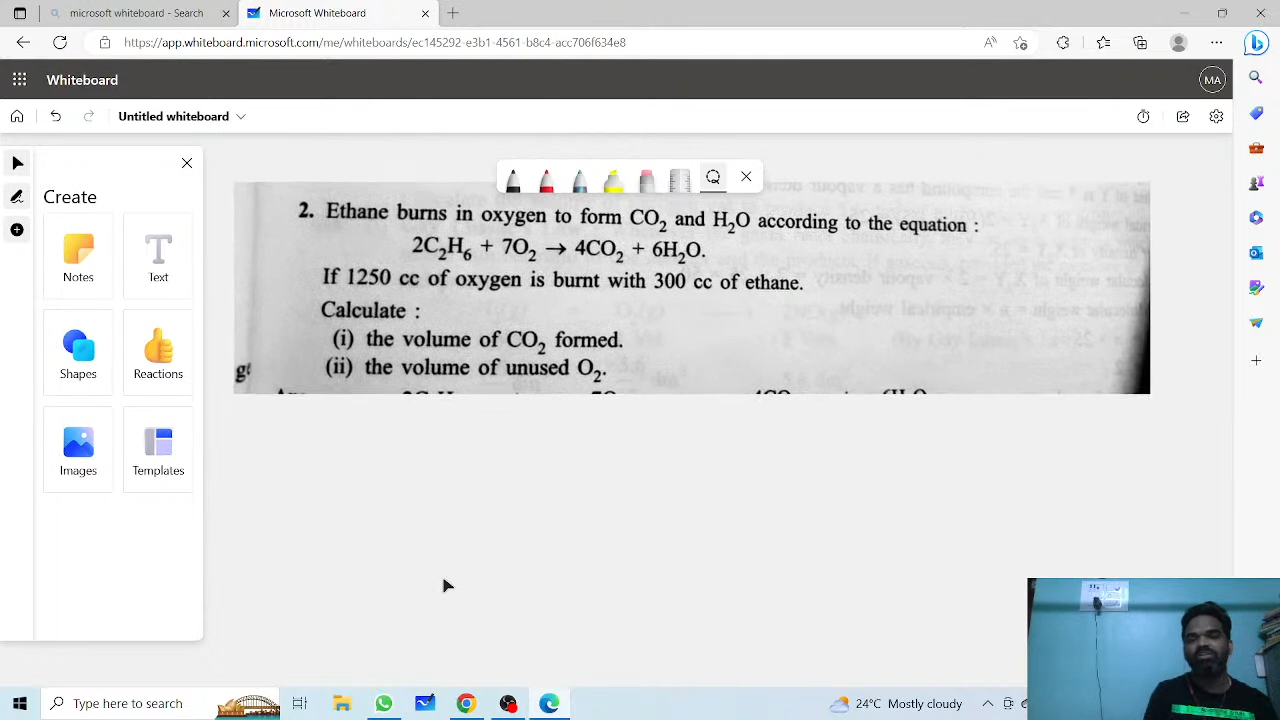 microsoft whiteboard - Search
Microsoft Whiteboard
https://app.whiteboard.microsoft.com/me/whiteboards/ec145292-e3b1-4561-b8c4-acc706f634e8
Whiteboard
MA
Untitled whiteboard
Create
Notes
Text
Shapes
Reactions
Images
Templates
2. Ethane burns in oxygen to form CO₂ and H₂O according to the equation :
2C₂H₆ + 7O₂ → 4CO₂ + 6H₂O.
If 1250 cc of oxygen is burnt with 300 cc of ethane.
Calculate :
(i) the volume of CO₂ formed.
(ii) the volume of unused O₂.
Type here to search
24°C Mostly cloudy